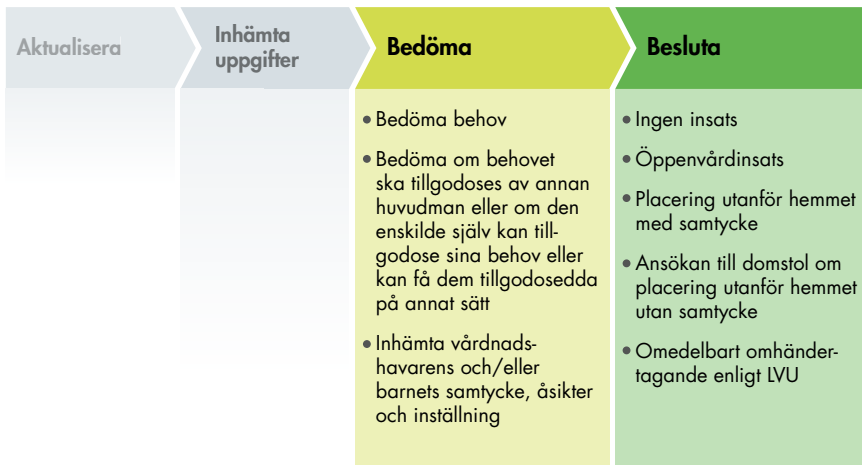 Aktualisera
Inhämta
uppgifter
Bedöma
Besluta
• Bedöma behov
• Bedöma om behovet
ska tillgodoses av annan
huvudman eller om den
enskilde själv kan till-
godose sina behov eller
kan få dem tillgodosedda
på annat sätt
• Inhämta vårdnads-
havarens och/eller
barnets samtycke, åsikter
och inställning
• Ingen insats
• Öppenvårdinsats
• Placering utanför hemmet
med samtycke
• Ansökan till domstol om
placering utanför hemmet
utan samtycke
• Omedelbart omhänder-
tagande enligt LVU